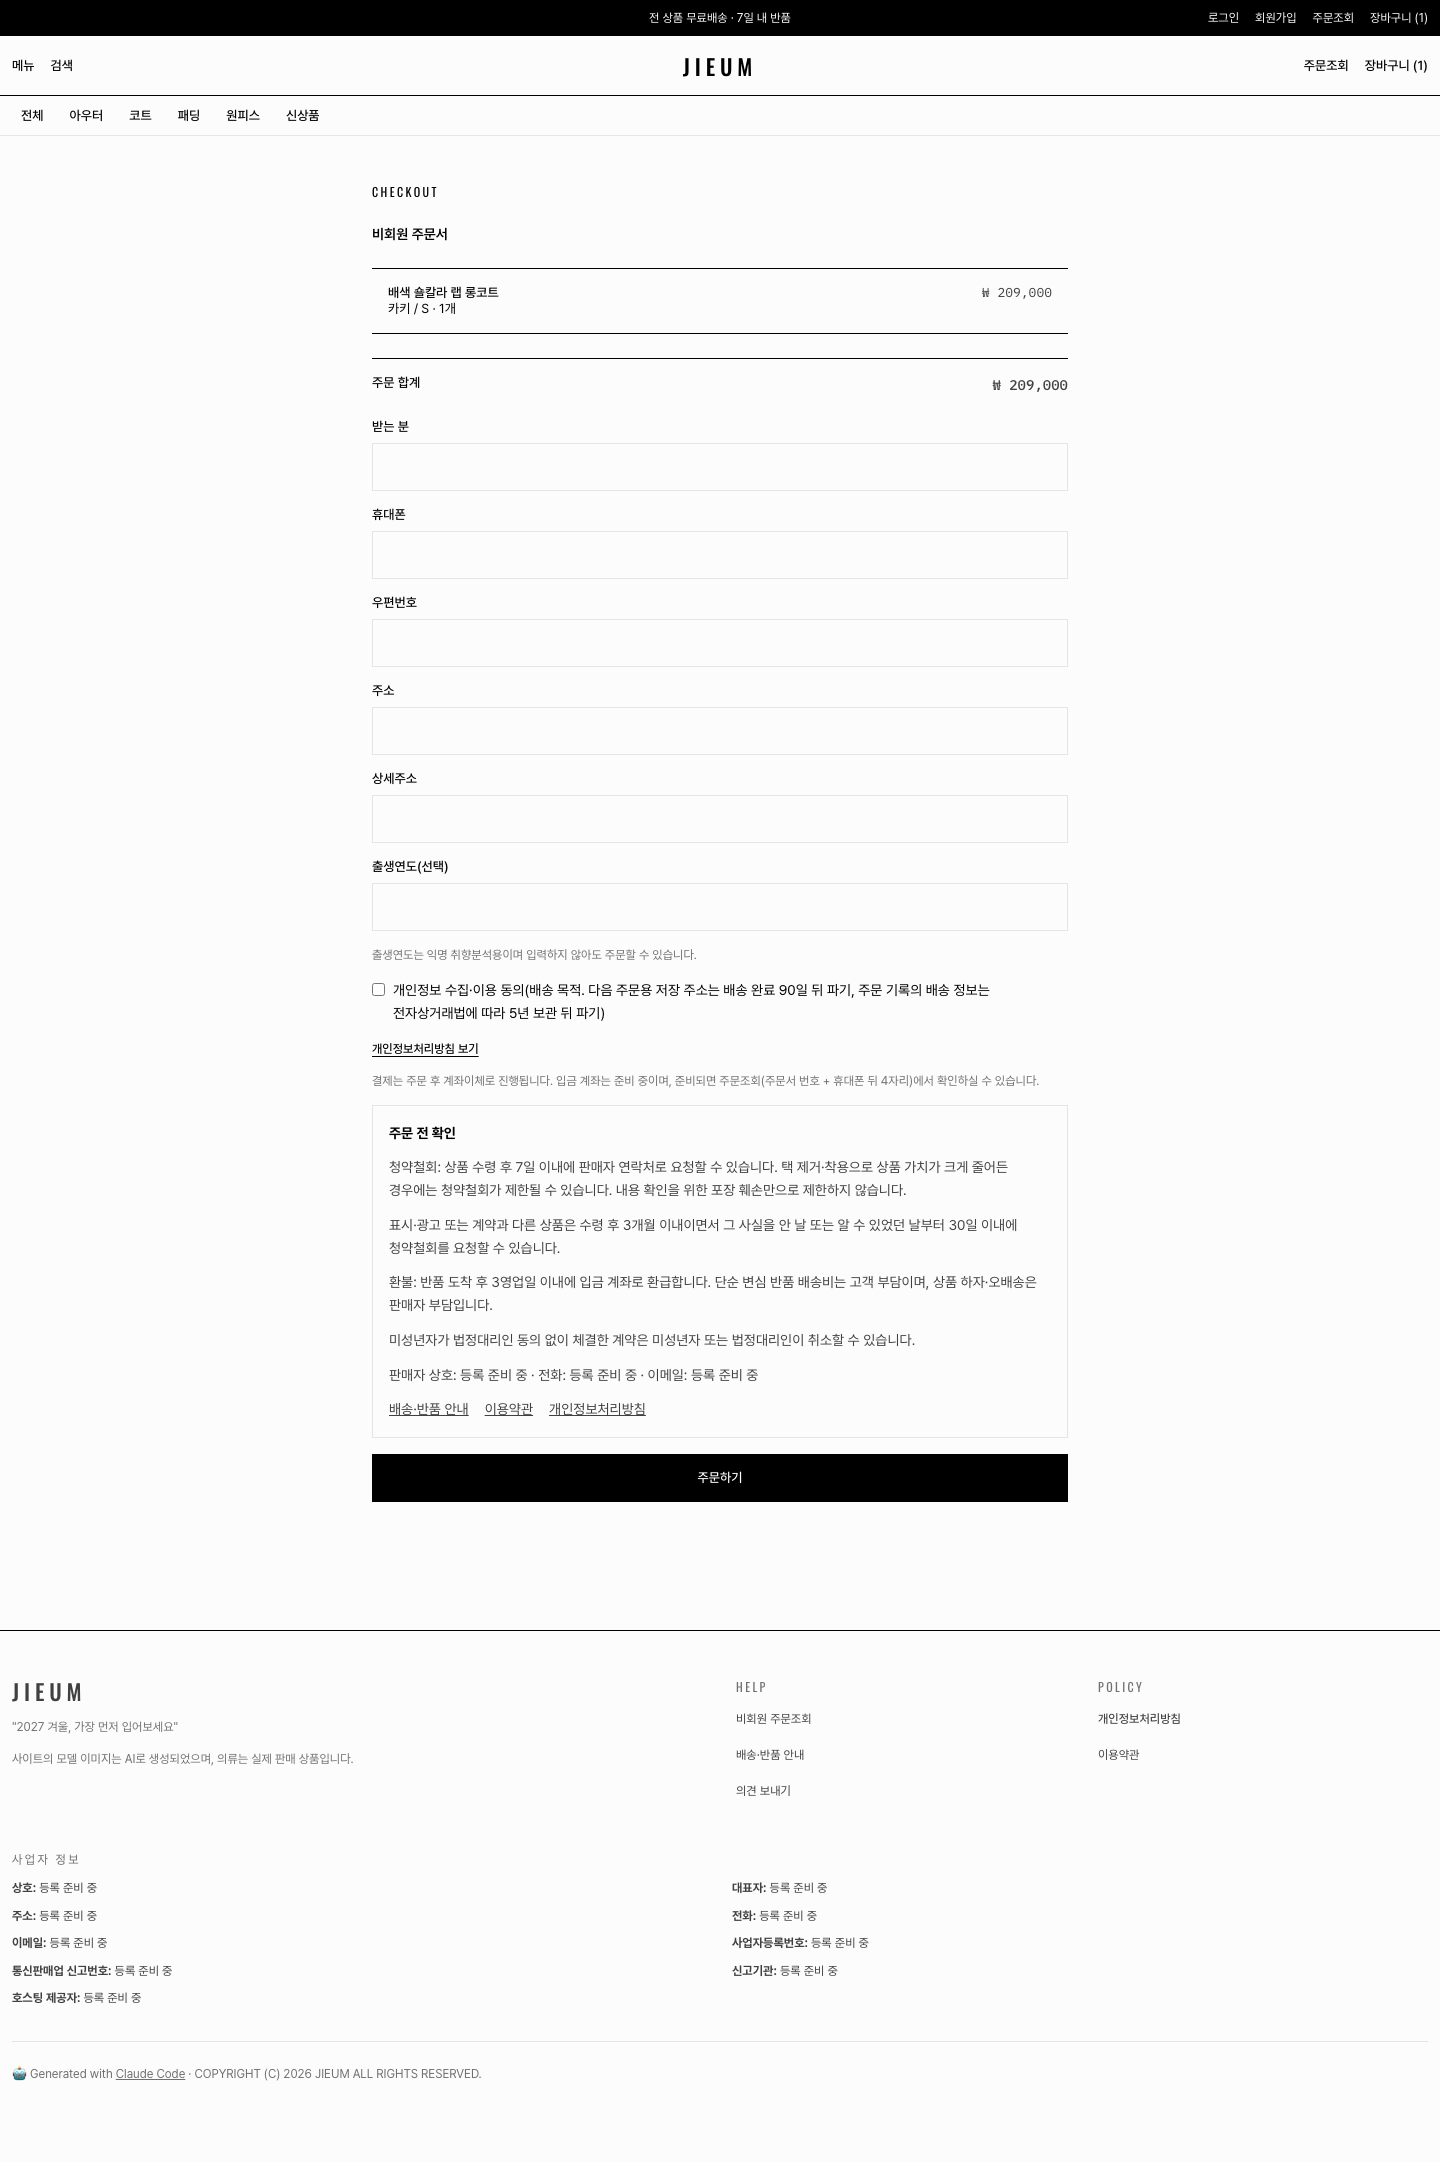 전 상품 무료배송 · 7일 내 반품
로그인 회원가입 주문조회 장바구니 (1)
메뉴 검색
JIEUM
주문조회 장바구니 (1)
전체 아우터 코트 패딩 원피스 신상품
CHECKOUT
비회원 주문서
배색 숄칼라 랩 롱코트
₩ 209,000
카키 / S · 1개
주문 합계
₩ 209,000
받는 분
휴대폰
우편번호
주소
상세주소
출생연도(선택)
출생연도는 익명 취향분석용이며 입력하지 않아도 주문할 수 있습니다.
개인정보 수집·이용 동의(배송 목적. 다음 주문용 저장 주소는 배송 완료 90일 뒤 파기, 주문 기록의 배송 정보는
전자상거래법에 따라 5년 보관 뒤 파기)
개인정보처리방침 보기
결제는 주문 후 계좌이체로 진행됩니다. 입금 계좌는 준비 중이며, 준비되면 주문조회(주문서 번호 + 휴대폰 뒤 4자리)에서 확인하실 수 있습니다.
주문 전 확인
청약철회: 상품 수령 후 7일 이내에 판매자 연락처로 요청할 수 있습니다. 택 제거·착용으로 상품 가치가 크게 줄어든
경우에는 청약철회가 제한될 수 있습니다. 내용 확인을 위한 포장 훼손만으로 제한하지 않습니다.
표시·광고 또는 계약과 다른 상품은 수령 후 3개월 이내이면서 그 사실을 안 날 또는 알 수 있었던 날부터 30일 이내에
청약철회를 요청할 수 있습니다.
환불: 반품 도착 후 3영업일 이내에 입금 계좌로 환급합니다. 단순 변심 반품 배송비는 고객 부담이며, 상품 하자·오배송은
판매자 부담입니다.
미성년자가 법정대리인 동의 없이 체결한 계약은 미성년자 또는 법정대리인이 취소할 수 있습니다.
판매자 상호: 등록 준비 중 · 전화: 등록 준비 중 · 이메일: 등록 준비 중
배송·반품 안내 이용약관 개인정보처리방침
주문하기
JIEUM
"2027 겨울, 가장 먼저 입어보세요"
사이트의 모델 이미지는 AI로 생성되었으며, 의류는 실제 판매 상품입니다.
HELP
비회원 주문조회
배송·반품 안내
의견 보내기
POLICY
개인정보처리방침
이용약관
사업자 정보
상호: 등록 준비 중
대표자: 등록 준비 중
주소: 등록 준비 중
전화: 등록 준비 중
이메일: 등록 준비 중
사업자등록번호: 등록 준비 중
통신판매업 신고번호: 등록 준비 중
신고기관: 등록 준비 중
호스팅 제공자: 등록 준비 중
🤖 Generated with Claude Code · COPYRIGHT (C) 2026 JIEUM ALL RIGHTS RESERVED.